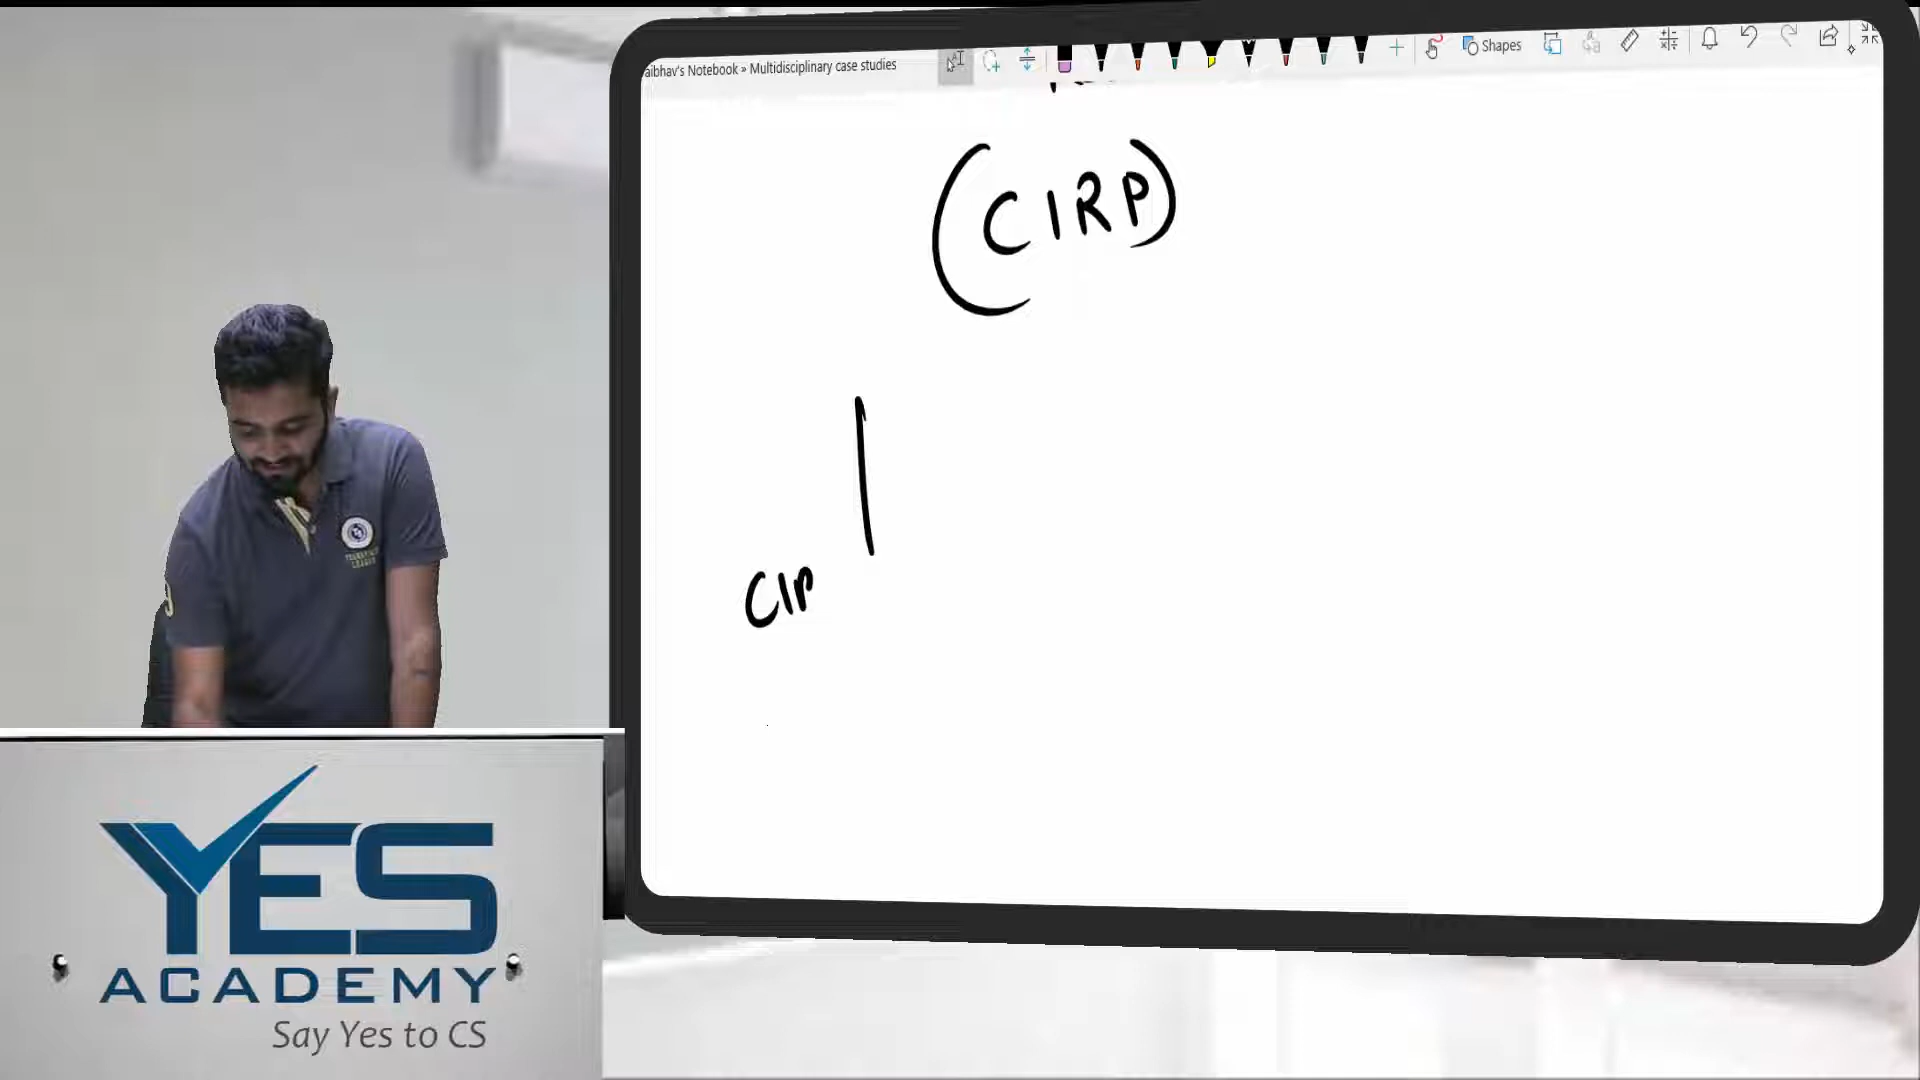 aibhav's Notebook » Multidisciplinary case studies
Shapes
(CIRP)
CIR
YES
ACADEMY
Say Yes to CS